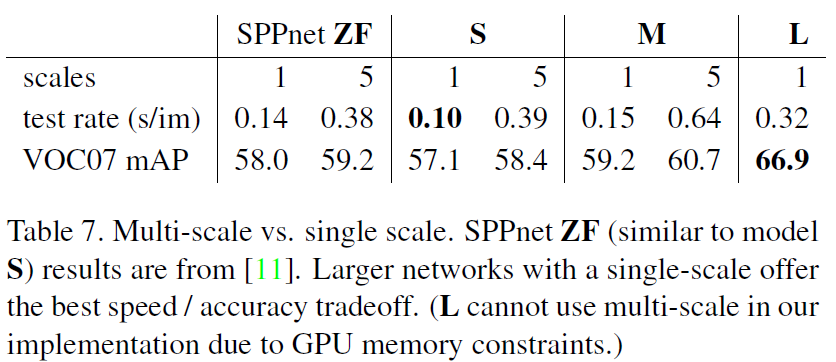 SPPnet ZF S M L
scales 1 5 1 5 1 5 1
test rate (s/im) 0.14 0.38 0.10 0.39 0.15 0.64 0.32
VOC07 mAP 58.0 59.2 57.1 58.4 59.2 60.7 66.9
Table 7. Multi-scale vs. single scale. SPPnet ZF (similar to model
S) results are from [11]. Larger networks with a single-scale offer
the best speed / accuracy tradeoff. (L cannot use multi-scale in our
implementation due to GPU memory constraints.)